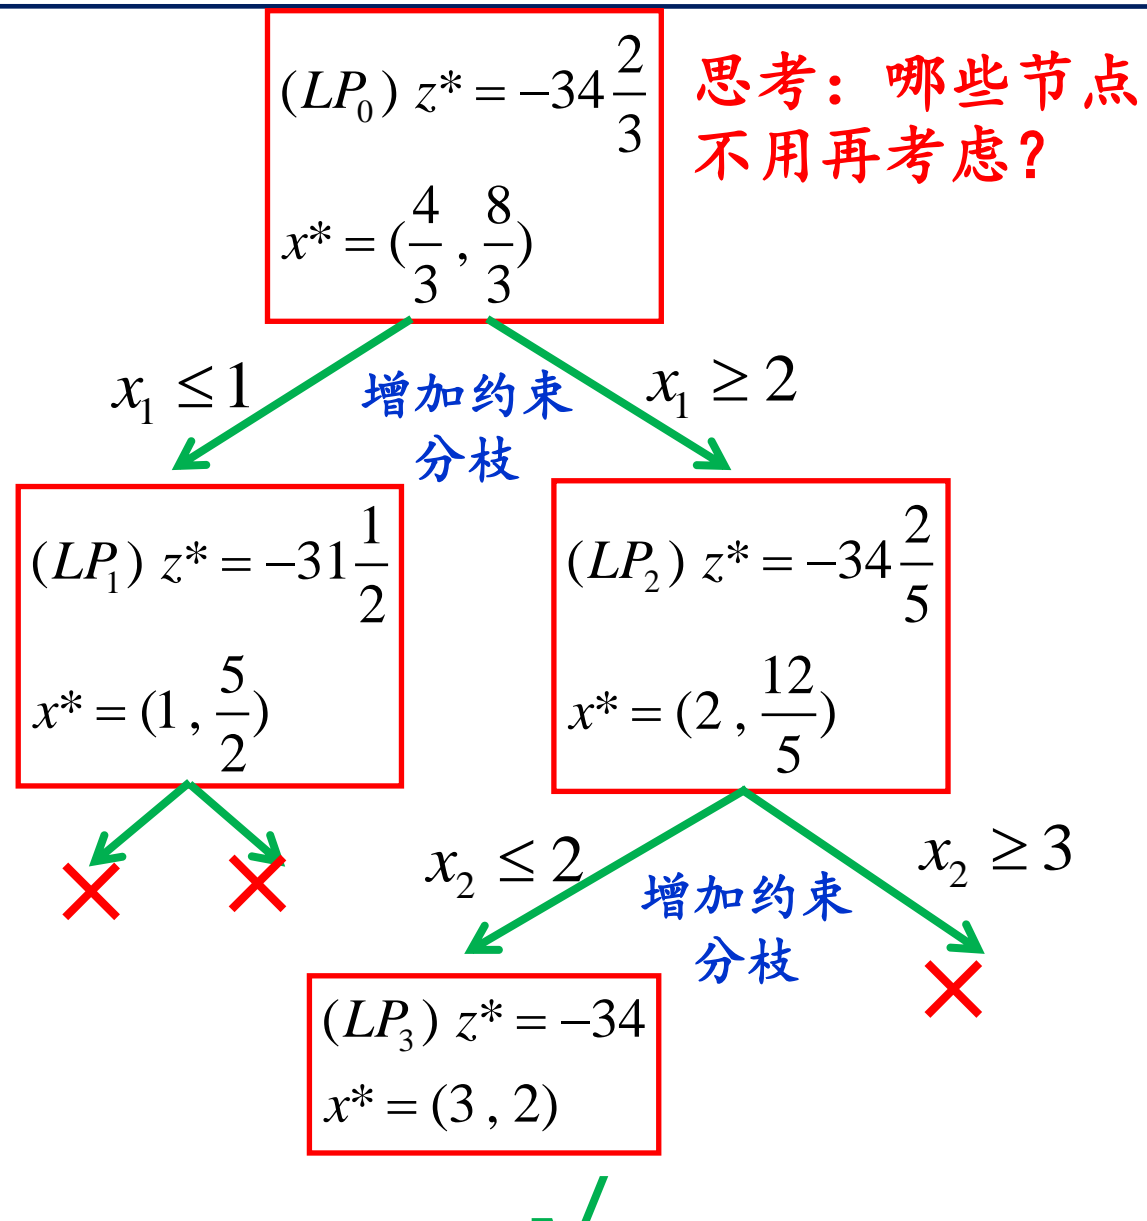 (LP₀) z* = −34 2/3
x* = (4/3 , 8/3)
思考：哪些节点
不用再考虑？
x₁ ≤ 1
增加约束
分枝
x₁ ≥ 2
(LP₁) z* = −31 1/2
x* = (1 , 5/2)
(LP₂) z* = −34 2/5
x* = (2 , 12/5)
x₂ ≤ 2
增加约束
分枝
x₂ ≥ 3
(LP₃) z* = −34
x* = (3 , 2)